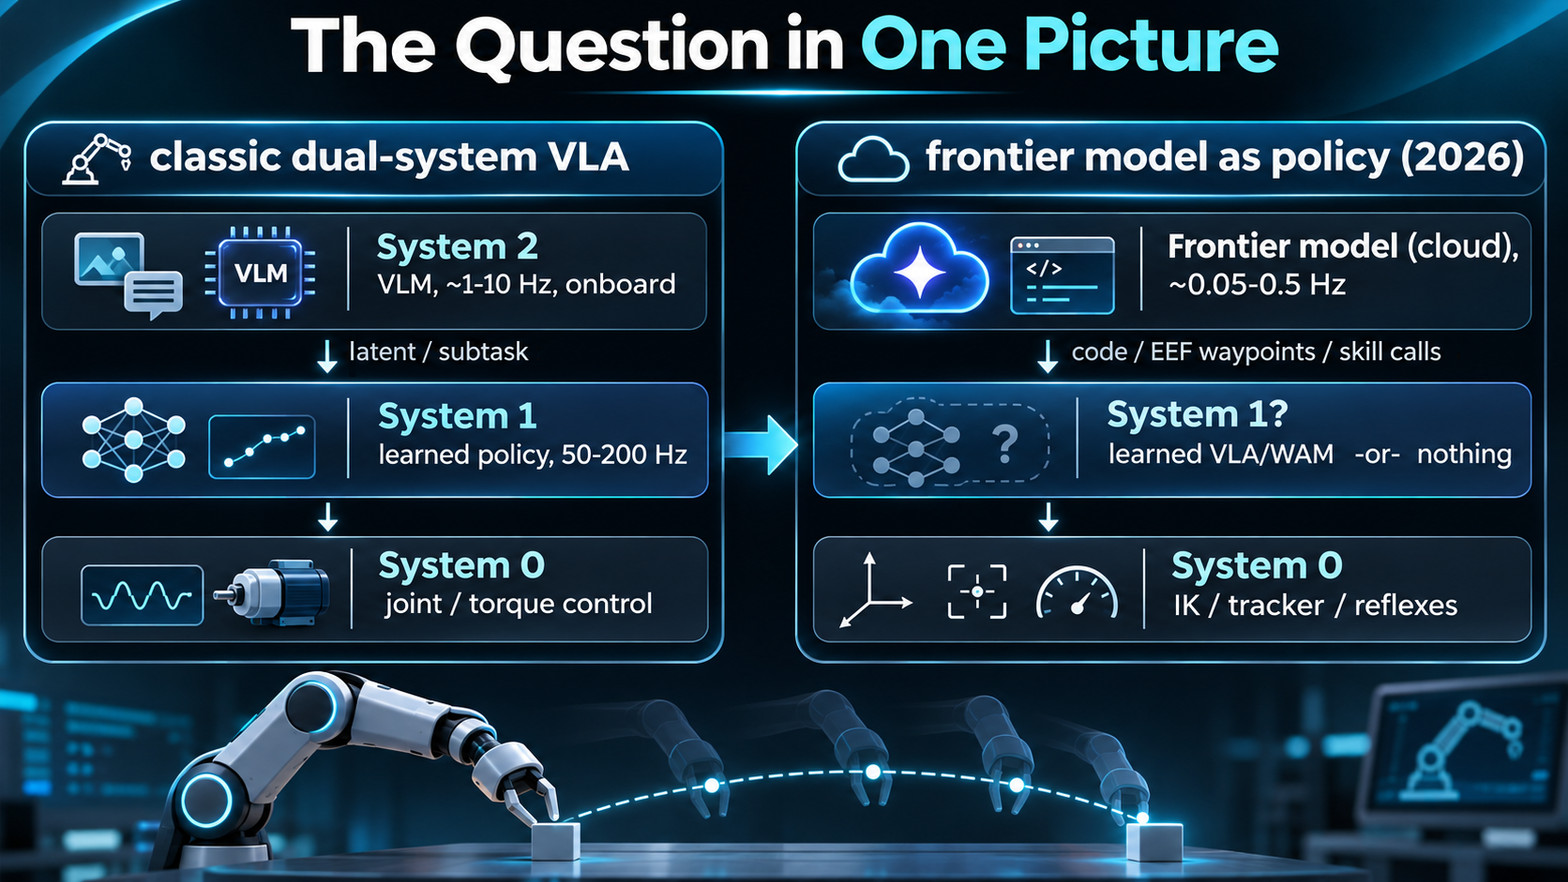 The Question in One Picture
classic dual-system VLA
VLM
System 2
VLM, ~1-10 Hz, onboard
latent / subtask
System 1
learned policy, 50-200 Hz
System 0
joint / torque control
frontier model as policy (2026)
</>
Frontier model (cloud),
~0.05-0.5 Hz
code / EEF waypoints / skill calls
?
System 1?
learned VLA/WAM -or- nothing
System 0
IK / tracker / reflexes